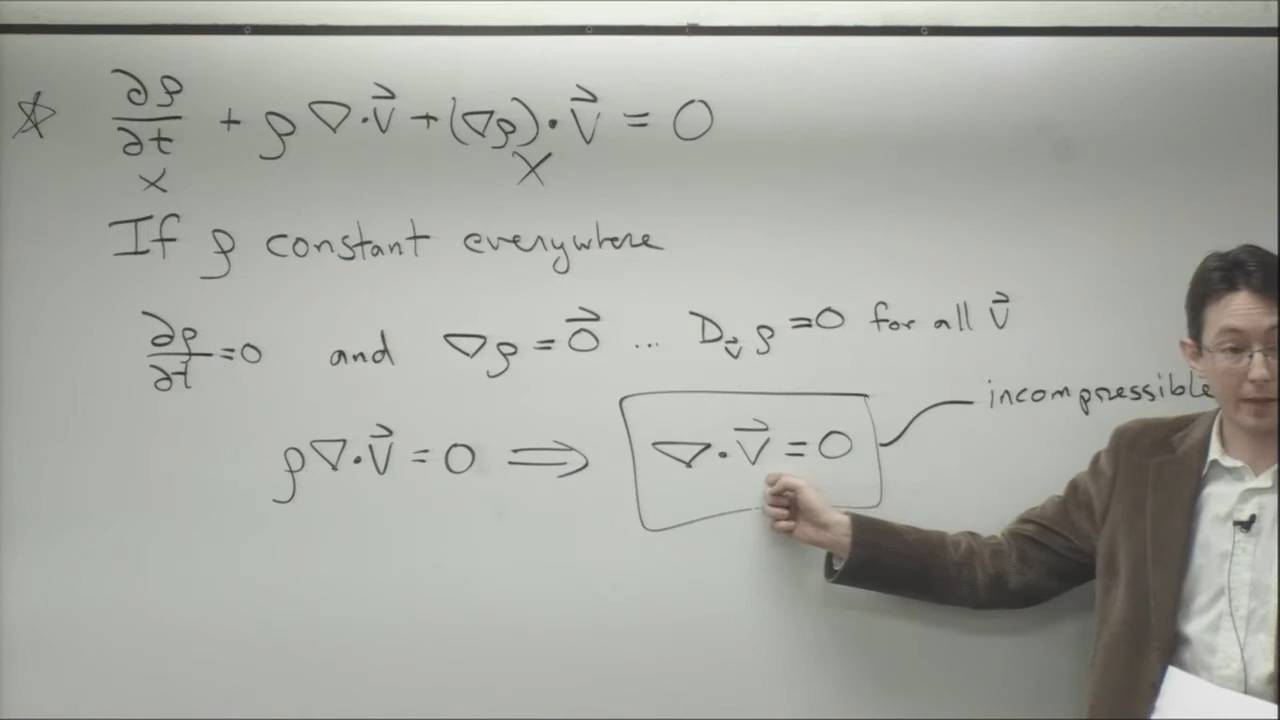 ☆ ∂ρ/∂t + ρ∇·V⃗ + (∇ρ)·V⃗ = 0
x X
If ρ constant everywhere
∂ρ/∂t = 0 and ∇ρ = 0⃗ ... D_v⃗ ρ = 0 for all V⃗
incompressible
ρ∇·V⃗ = 0 ⟹ ∇·V⃗ = 0